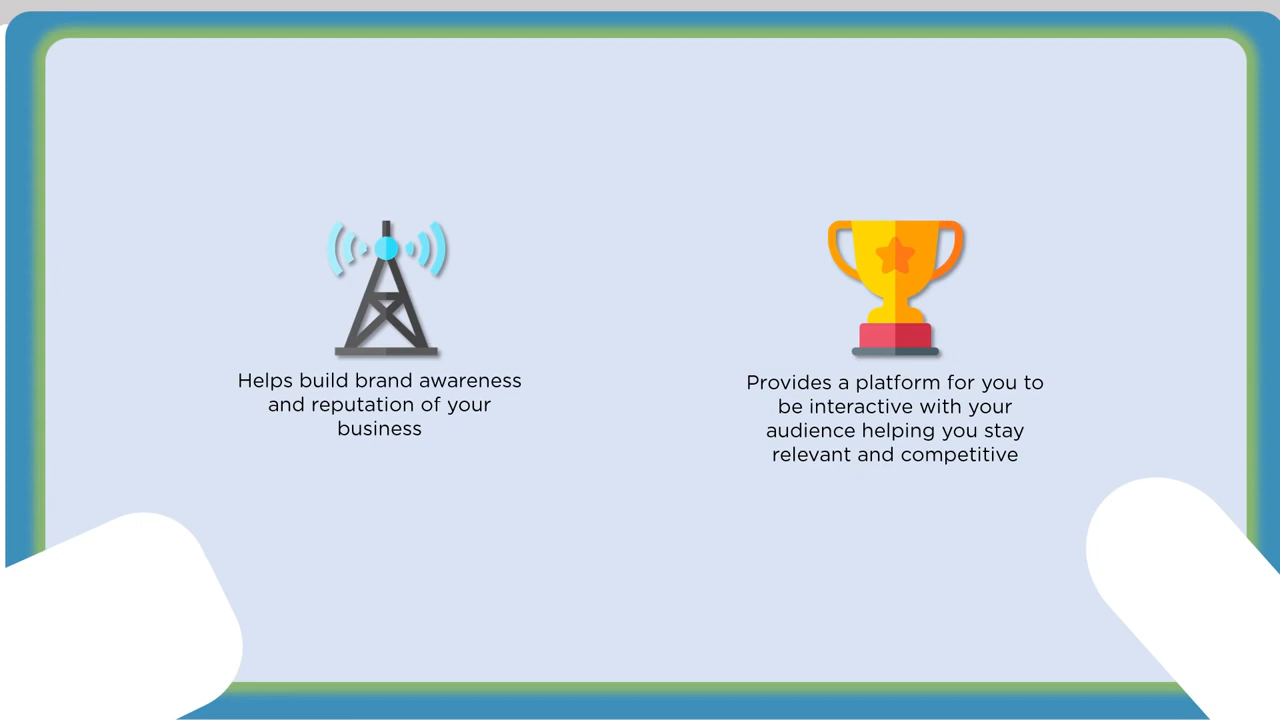 Helps build brand awareness
and reputation of your
business
Provides a platform for you to
be interactive with your
audience helping you stay
relevant and competitive